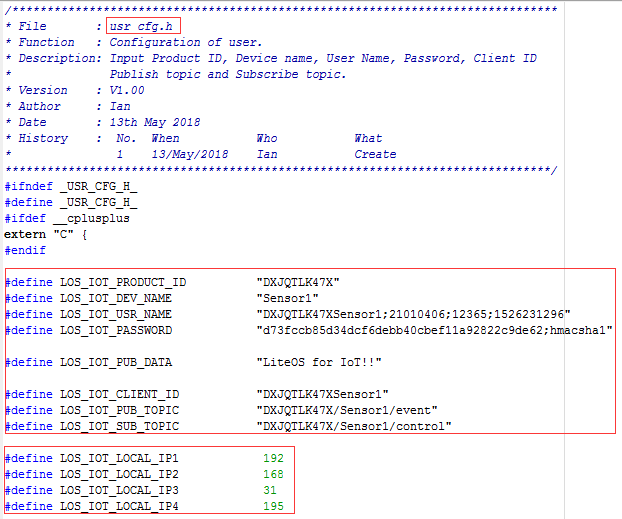 /******************************************************************************
* File       : usr cfg.h
* Function   : Configuration of user.
* Description: Input Product ID, Device name, User Name, Password, Client ID
*              Publish topic and Subscribe topic.
* Version    : V1.00
* Author     : Ian
* Date       : 13th May 2018
* History    :  No.  When           Who           What
*               1    13/May/2018    Ian           Create
******************************************************************************/
#ifndef _USR_CFG_H_
#define _USR_CFG_H_
#ifdef __cplusplus
extern "C" {
#endif
#define LOS_IOT_PRODUCT_ID          "DXJQTLK47X"
#define LOS_IOT_DEV_NAME            "Sensor1"
#define LOS_IOT_USR_NAME            "DXJQTLK47XSensor1;21010406;12365;1526231296"
#define LOS_IOT_PASSWORD            "d73fccb85d34dcf6debb40cbef11a92822c9de62;hmacsha1"
#define LOS_IOT_PUB_DATA            "LiteOS for IoT!!"
#define LOS_IOT_CLIENT_ID           "DXJQTLK47XSensor1"
#define LOS_IOT_PUB_TOPIC           "DXJQTLK47X/Sensor1/event"
#define LOS_IOT_SUB_TOPIC           "DXJQTLK47X/Sensor1/control"
#define LOS_IOT_LOCAL_IP1            192
#define LOS_IOT_LOCAL_IP2            168
#define LOS_IOT_LOCAL_IP3            31
#define LOS_IOT_LOCAL_IP4            195